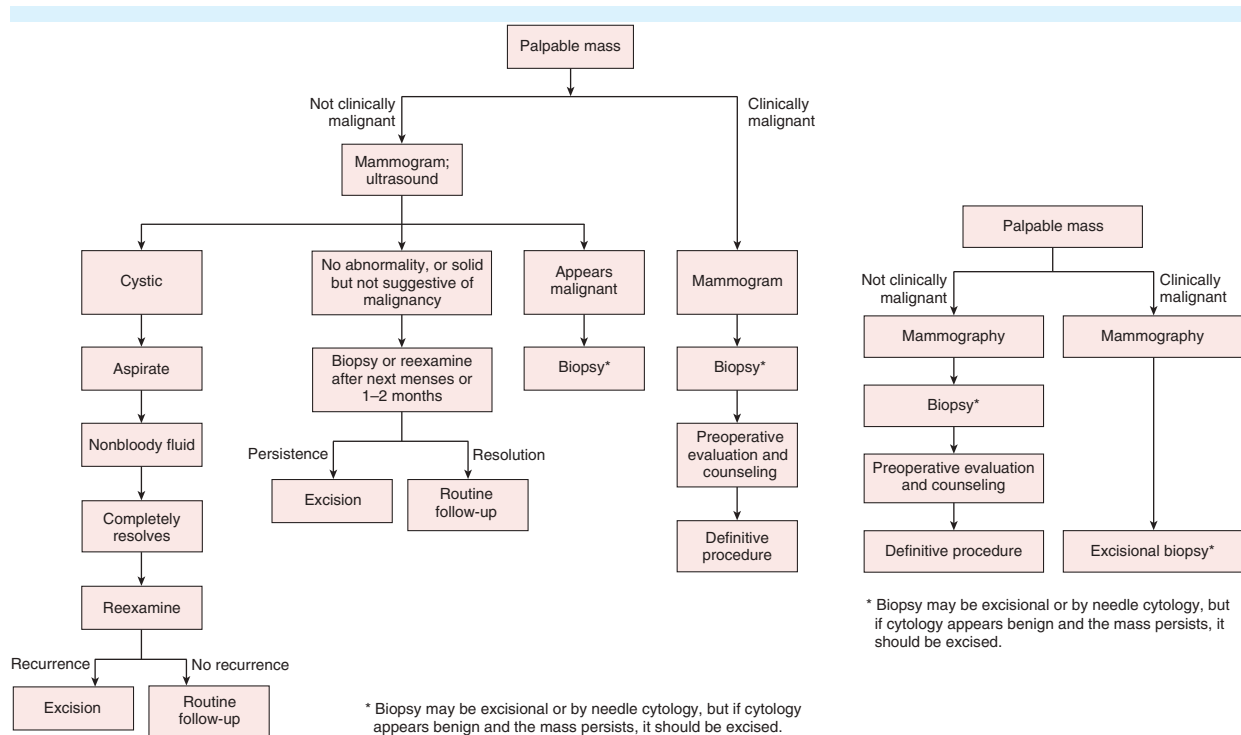 Palpable mass
Not clinically
malignant
Clinically
malignant
Mammogram;
ultrasound
Cystic
No abnormality, or solid
but not suggestive of
malignancy
Appears
malignant
Mammogram
Aspirate
Biopsy or reexamine
after next menses or
1–2 months
Biopsy*
Biopsy*
Nonbloody fluid
Persistence
Resolution
Preoperative
evaluation and
counseling
Excision
Routine
follow-up
Completely
resolves
Definitive
procedure
Reexamine
Recurrence
No recurrence
Excision
Routine
follow-up
* Biopsy may be excisional or by needle cytology, but if cytology
appears benign and the mass persists, it should be excised.
Palpable mass
Not clinically
malignant
Clinically
malignant
Mammography
Mammography
Biopsy*
Preoperative evaluation
and counseling
Definitive procedure
Excisional biopsy*
* Biopsy may be excisional or by needle cytology, but
if cytology appears benign and the mass persists, it
should be excised.